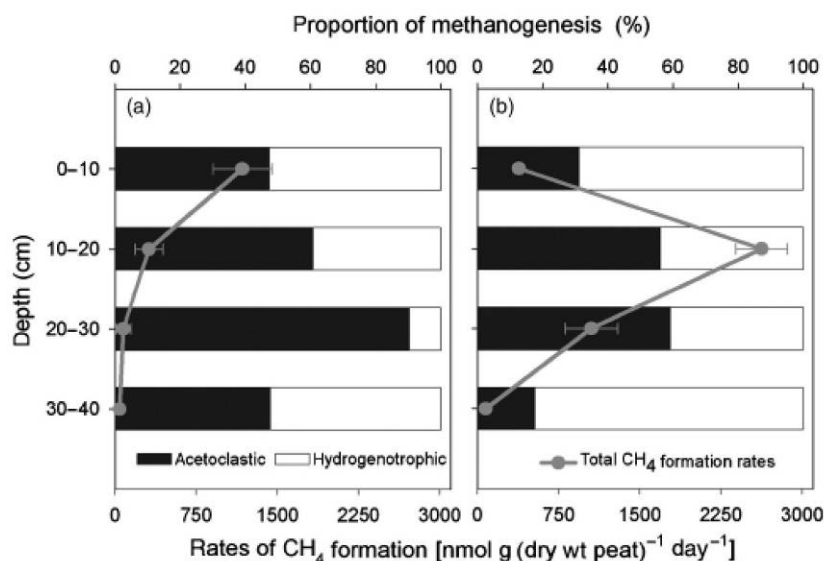 Proportion of methanogenesis (%)
0 20 40 60 80 100 0 20 40 60 80 100
(a) (b)
Depth (cm)
0–10
10–20
20–30
30–40
Acetoclastic Hydrogenotrophic Total CH₄ formation rates
0 750 1500 2250 3000 0 750 1500 2250 3000
Rates of CH₄ formation [nmol g (dry wt peat)⁻¹ day⁻¹]